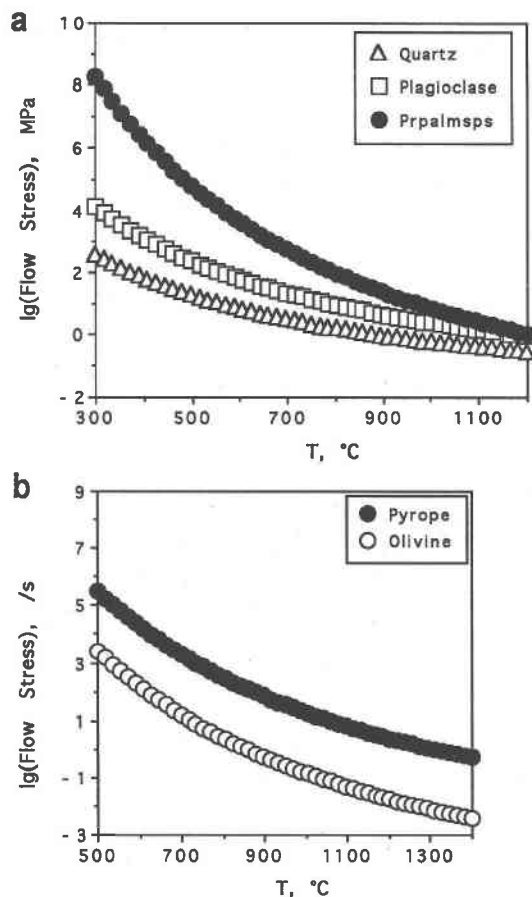 a
10
8
6
4
2
0
-2
lg(Flow Stress), MPa
Quartz
Plagioclase
Prpalmsps
300 500 700 900 1100
T, °C
b
9
7
5
3
1
-1
-3
lg(Flow Stress), /s
Pyrope
Olivine
500 700 900 1100 1300
T, °C